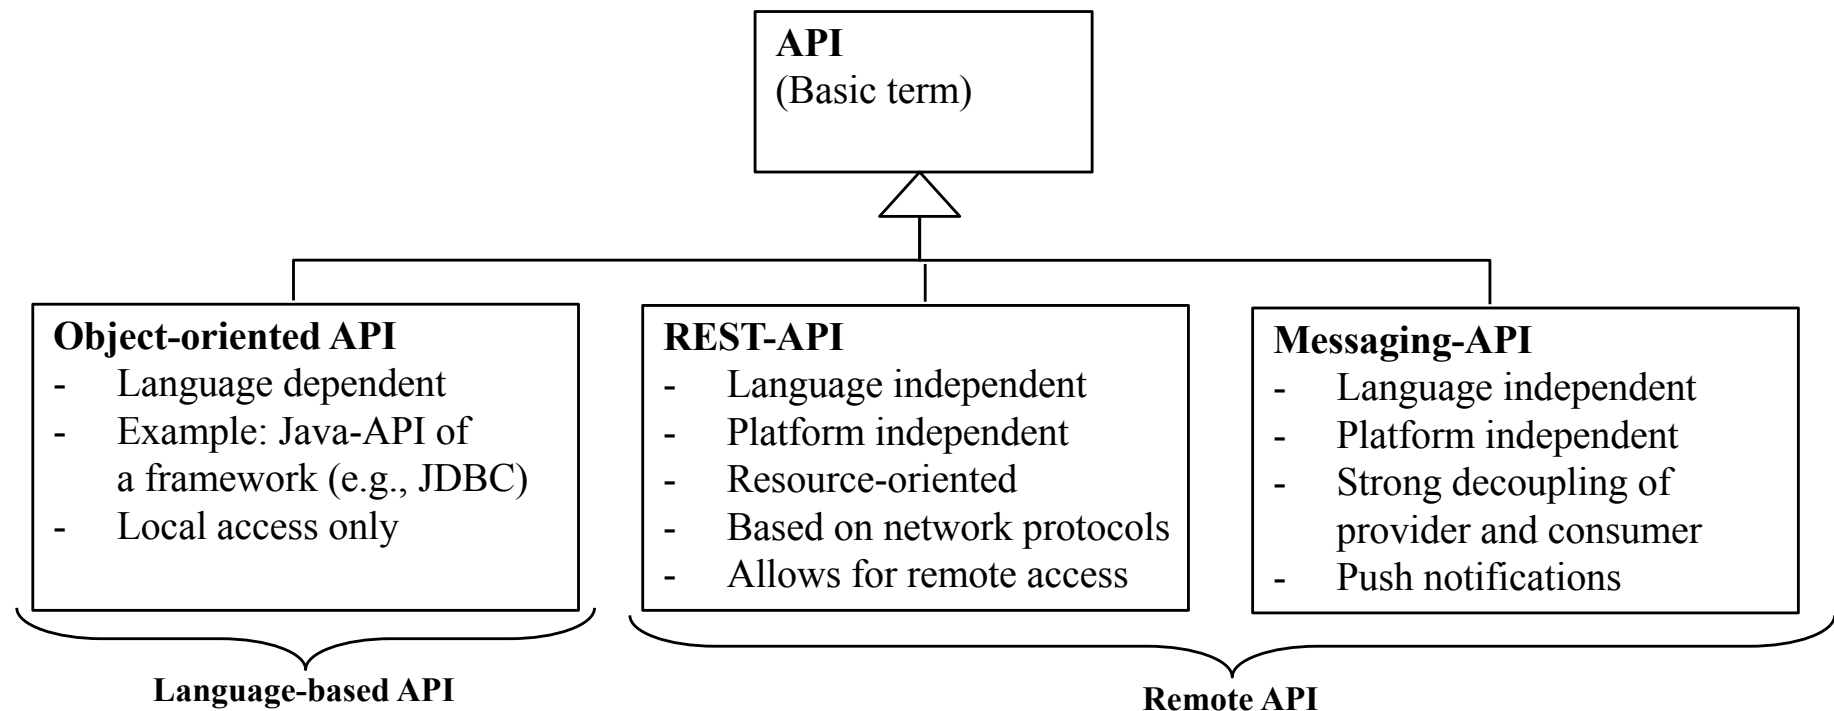 API
(Basic term)
Object-oriented API
- Language dependent
- Example: Java-API of
a framework (e.g., JDBC)
- Local access only
REST-API
- Language independent
- Platform independent
- Resource-oriented
- Based on network protocols
- Allows for remote access
Messaging-API
- Language independent
- Platform independent
- Strong decoupling of
provider and consumer
- Push notifications
Language-based API
Remote API